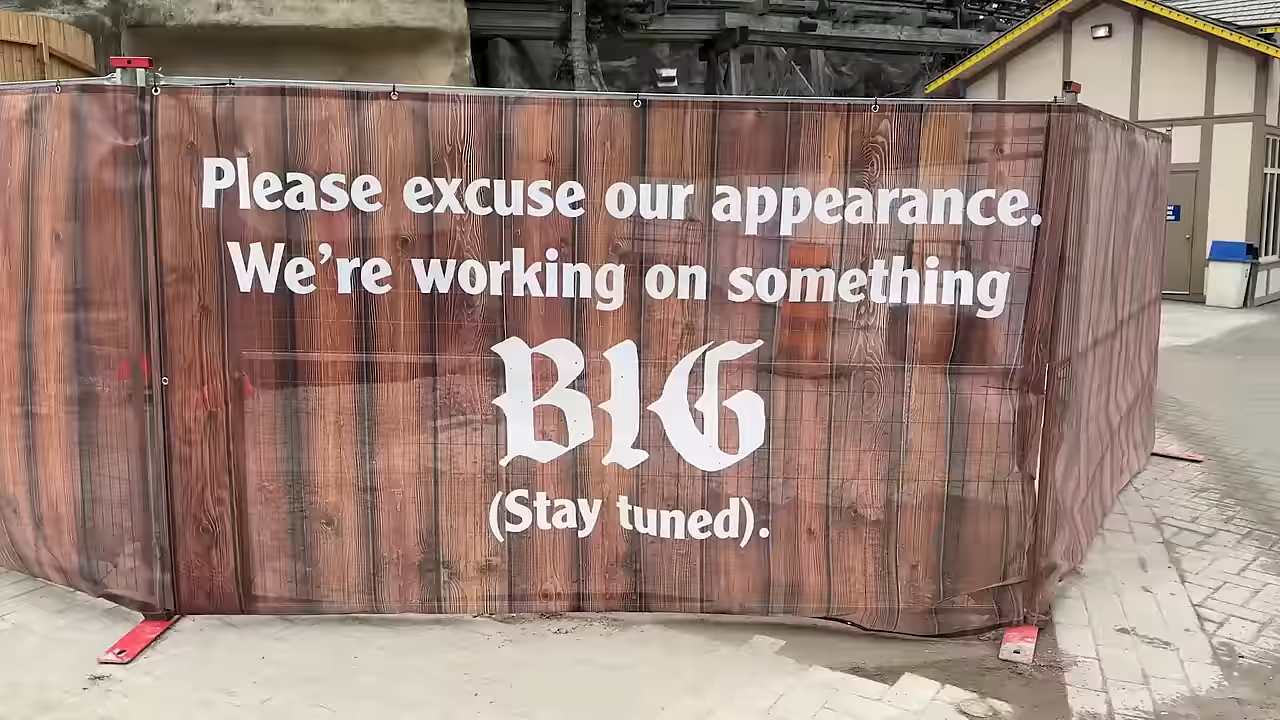 Please excuse our appearance.
We're working on something
BIG
(Stay tuned).